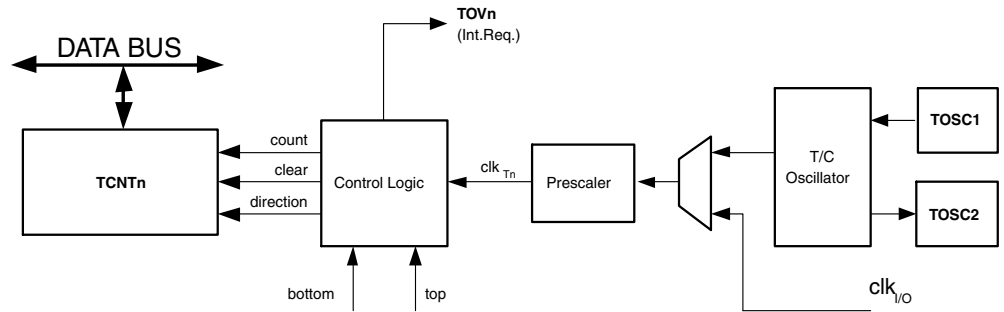 TOVn
(Int.Req.)
DATA BUS
TCNTn
count
clear
direction
Control Logic
clk Tn
Prescaler
T/C
Oscillator
TOSC1
TOSC2
bottom
top
clk I/O